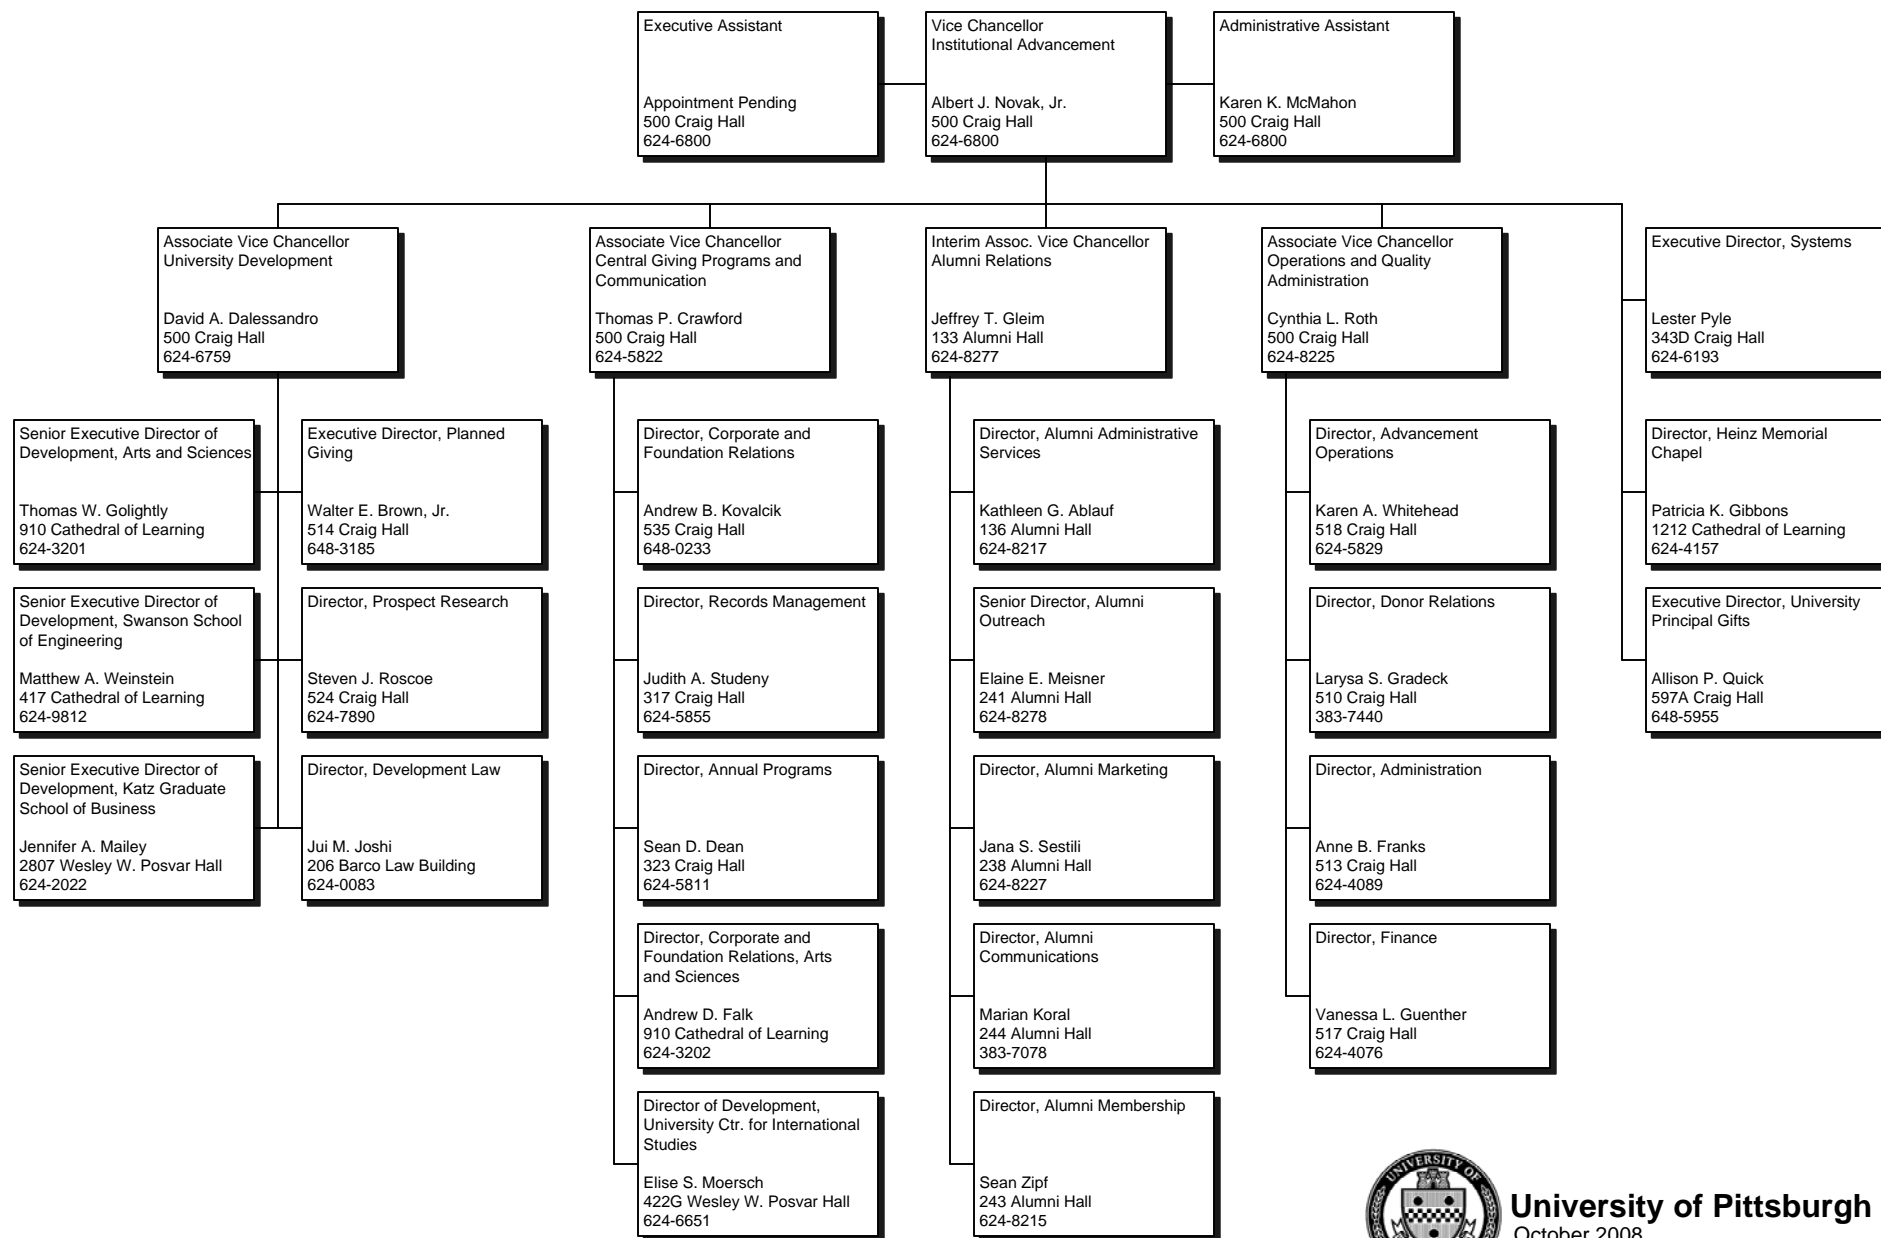 Executive Assistant
Appointment Pending
500 Craig Hall
624-6800
Vice Chancellor
Institutional Advancement
Albert J. Novak, Jr.
500 Craig Hall
624-6800
Administrative Assistant
Karen K. McMahon
500 Craig Hall
624-6800
Associate Vice Chancellor
University Development
David A. Dalessandro
500 Craig Hall
624-6759
Associate Vice Chancellor
Central Giving Programs and
Communication
Thomas P. Crawford
500 Craig Hall
624-5822
Interim Assoc. Vice Chancellor
Alumni Relations
Jeffrey T. Gleim
133 Alumni Hall
624-8277
Associate Vice Chancellor
Operations and Quality
Administration
Cynthia L. Roth
500 Craig Hall
624-8225
Executive Director, Systems
Lester Pyle
343D Craig Hall
624-6193
Senior Executive Director of
Development, Arts and Sciences
Thomas W. Golightly
910 Cathedral of Learning
624-3201
Executive Director, Planned
Giving
Walter E. Brown, Jr.
514 Craig Hall
648-3185
Director, Corporate and
Foundation Relations
Andrew B. Kovalcik
535 Craig Hall
648-0233
Director, Alumni Administrative
Services
Kathleen G. Ablauf
136 Alumni Hall
624-8217
Director, Advancement
Operations
Karen A. Whitehead
518 Craig Hall
624-5829
Director, Heinz Memorial
Chapel
Patricia K. Gibbons
1212 Cathedral of Learning
624-4157
Senior Executive Director of
Development, Swanson School
of Engineering
Matthew A. Weinstein
417 Cathedral of Learning
624-9812
Director, Prospect Research
Steven J. Roscoe
524 Craig Hall
624-7890
Director, Records Management
Judith A. Studeny
317 Craig Hall
624-5855
Senior Director, Alumni
Outreach
Elaine E. Meisner
241 Alumni Hall
624-8278
Director, Donor Relations
Larysa S. Gradeck
510 Craig Hall
383-7440
Executive Director, University
Principal Gifts
Allison P. Quick
597A Craig Hall
648-5955
Senior Executive Director of
Development, Katz Graduate
School of Business
Jennifer A. Mailey
2807 Wesley W. Posvar Hall
624-2022
Director, Development Law
Jui M. Joshi
206 Barco Law Building
624-0083
Director, Annual Programs
Sean D. Dean
323 Craig Hall
624-5811
Director, Alumni Marketing
Jana S. Sestili
238 Alumni Hall
624-8227
Director, Administration
Anne B. Franks
513 Craig Hall
624-4089
Director, Corporate and
Foundation Relations, Arts
and Sciences
Andrew D. Falk
910 Cathedral of Learning
624-3202
Director, Alumni
Communications
Marian Koral
244 Alumni Hall
383-7078
Director, Finance
Vanessa L. Guenther
517 Craig Hall
624-4076
Director of Development,
University Ctr. for International
Studies
Elise S. Moersch
422G Wesley W. Posvar Hall
624-6651
Director, Alumni Membership
Sean Zipf
243 Alumni Hall
624-8215
UNIVERSITY OF
University of Pittsburgh
October 2008